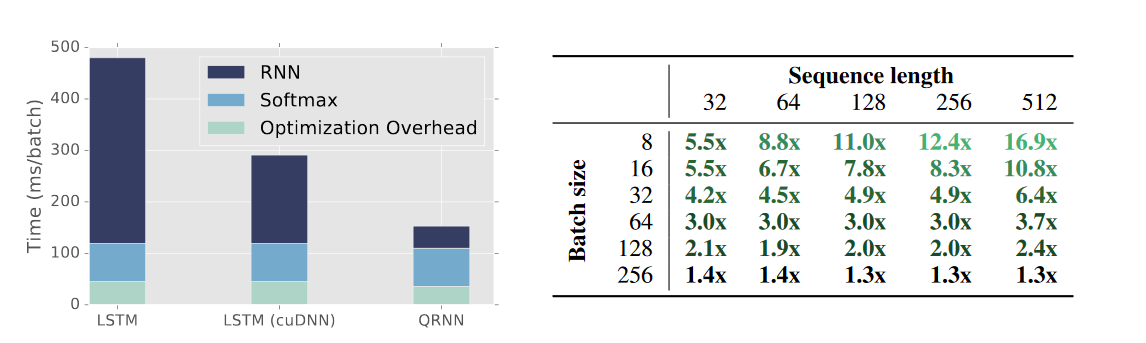 Time (ms/batch)
500
400
300
200
100
0
RNN
Softmax
Optimization Overhead
LSTM LSTM (cuDNN) QRNN
Sequence length
32 64 128 256 512
Batch size
8 5.5x 8.8x 11.0x 12.4x 16.9x
16 5.5x 6.7x 7.8x 8.3x 10.8x
32 4.2x 4.5x 4.9x 4.9x 6.4x
64 3.0x 3.0x 3.0x 3.0x 3.7x
128 2.1x 1.9x 2.0x 2.0x 2.4x
256 1.4x 1.4x 1.3x 1.3x 1.3x